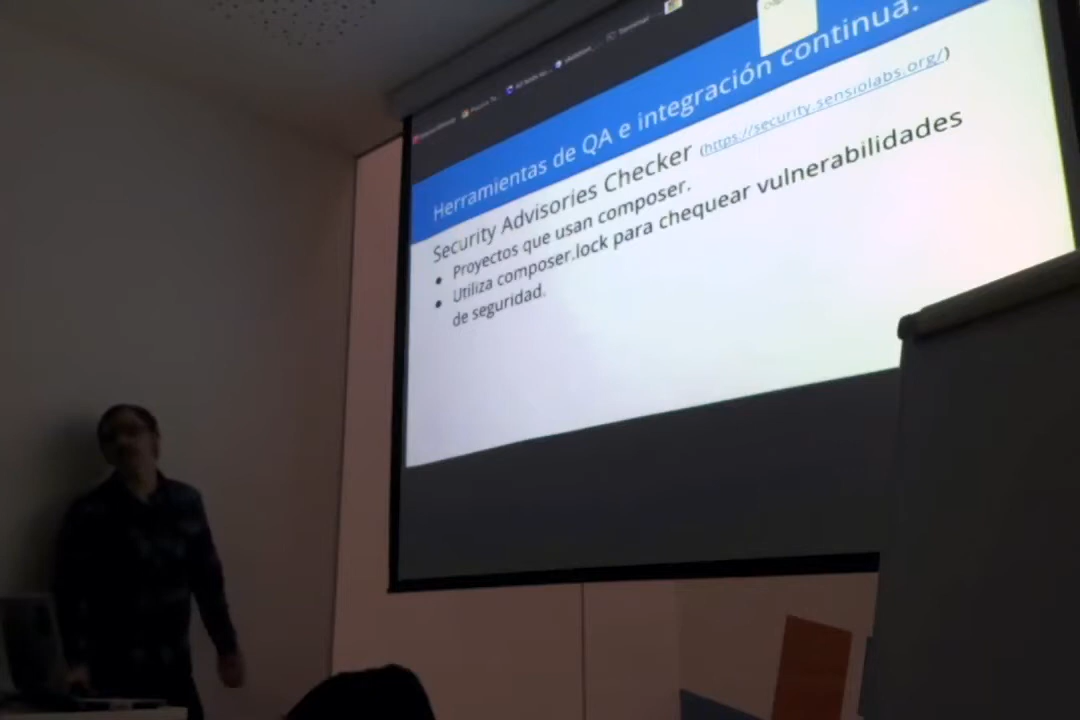 Herramientas de QA e integración continua.
Security Advisories Checker (https://security.sensiolabs.org/)
• Proyectos que usan composer.
• Utiliza composer.lock para chequear vulnerabilidades
de seguridad.